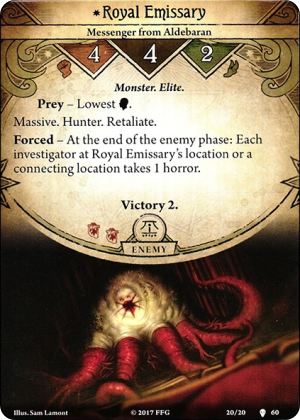 Royal Emissary
Messenger from Aldebaran
4 4 2
Monster. Elite.
Prey – Lowest .
Massive. Hunter. Retaliate.
Forced – At the end of the enemy phase: Each
investigator at Royal Emissary's location or a
connecting location takes 1 horror.
Victory 2.
ENEMY
Illus. Sam Lamont
© 2017 FFG
20/20
60